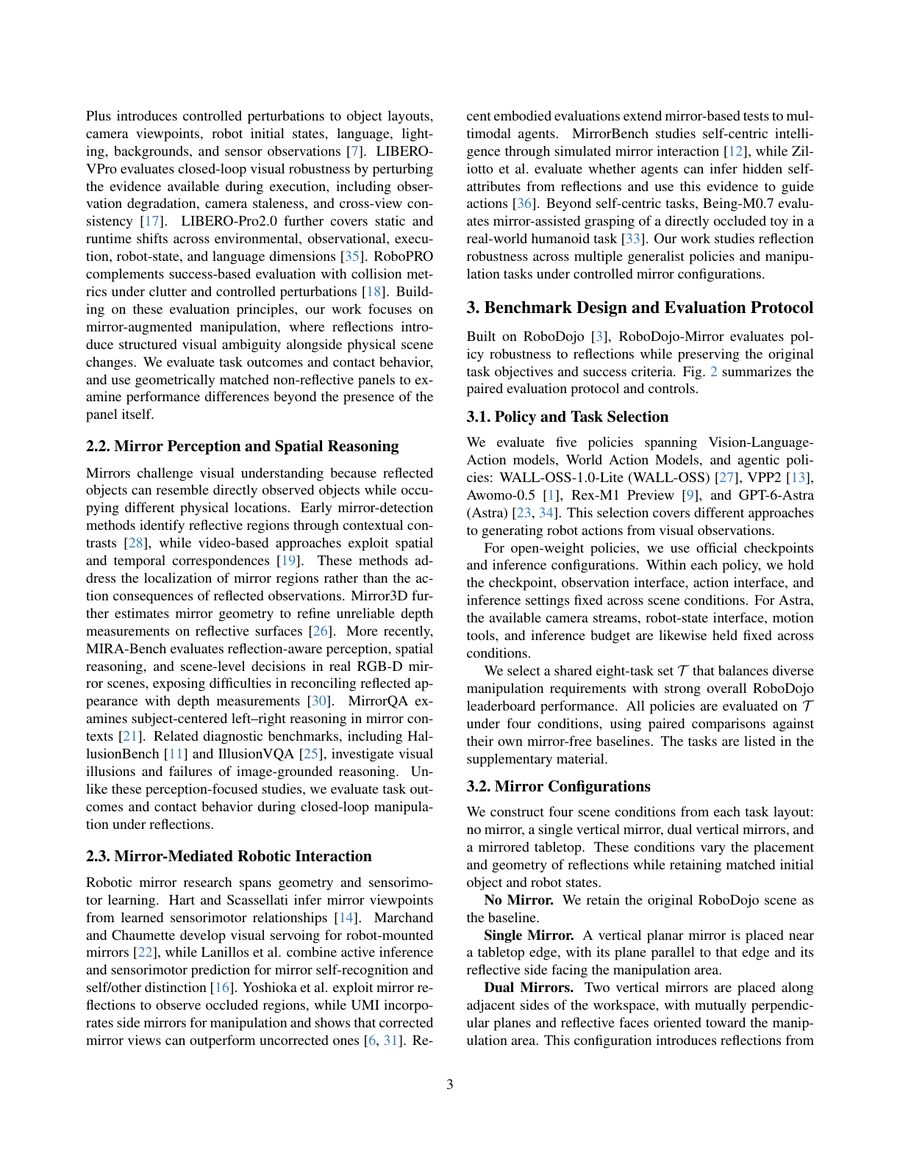 Plus introduces controlled perturbations to object layouts,
camera viewpoints, robot initial states, language, light-
ing, backgrounds, and sensor observations [7]. LIBERO-
VPro evaluates closed-loop visual robustness by perturbing
the evidence available during execution, including obser-
vation degradation, camera staleness, and cross-view con-
sistency [17]. LIBERO-Pro2.0 further covers static and
runtime shifts across environmental, observational, execu-
tion, robot-state, and language dimensions [35]. RoboPRO
complements success-based evaluation with collision met-
rics under clutter and controlled perturbations [18]. Build-
ing on these evaluation principles, our work focuses on
mirror-augmented manipulation, where reflections intro-
duce structured visual ambiguity alongside physical scene
changes. We evaluate task outcomes and contact behavior,
and use geometrically matched non-reflective panels to ex-
amine performance differences beyond the presence of the
panel itself.
2.2. Mirror Perception and Spatial Reasoning
Mirrors challenge visual understanding because reflected
objects can resemble directly observed objects while occu-
pying different physical locations. Early mirror-detection
methods identify reflective regions through contextual con-
trasts [28], while video-based approaches exploit spatial
and temporal correspondences [19]. These methods ad-
dress the localization of mirror regions rather than the ac-
tion consequences of reflected observations. Mirror3D fur-
ther estimates mirror geometry to refine unreliable depth
measurements on reflective surfaces [26]. More recently,
MIRA-Bench evaluates reflection-aware perception, spatial
reasoning, and scene-level decisions in real RGB-D mir-
ror scenes, exposing difficulties in reconciling reflected ap-
pearance with depth measurements [30]. MirrorQA ex-
amines subject-centered left–right reasoning in mirror con-
texts [21]. Related diagnostic benchmarks, including Hal-
lusionBench [11] and IllusionVQA [25], investigate visual
illusions and failures of image-grounded reasoning. Un-
like these perception-focused studies, we evaluate task out-
comes and contact behavior during closed-loop manipula-
tion under reflections.
2.3. Mirror-Mediated Robotic Interaction
Robotic mirror research spans geometry and sensorimo-
tor learning. Hart and Scassellati infer mirror viewpoints
from learned sensorimotor relationships [14]. Marchand
and Chaumette develop visual servoing for robot-mounted
mirrors [22], while Lanillos et al. combine active inference
and sensorimotor prediction for mirror self-recognition and
self/other distinction [16]. Yoshioka et al. exploit mirror re-
flections to observe occluded regions, while UMI incorpo-
rates side mirrors for manipulation and shows that corrected
mirror views can outperform uncorrected ones [6, 31]. Re-
cent embodied evaluations extend mirror-based tests to mul-
timodal agents. MirrorBench studies self-centric intelli-
gence through simulated mirror interaction [12], while Zil-
iotto et al. evaluate whether agents can infer hidden self-
attributes from reflections and use this evidence to guide
actions [36]. Beyond self-centric tasks, Being-M0.7 evalu-
ates mirror-assisted grasping of a directly occluded toy in a
real-world humanoid task [33]. Our work studies reflection
robustness across multiple generalist policies and manipu-
lation tasks under controlled mirror configurations.
3. Benchmark Design and Evaluation Protocol
Built on RoboDojo [3], RoboDojo-Mirror evaluates pol-
icy robustness to reflections while preserving the original
task objectives and success criteria. Fig. 2 summarizes the
paired evaluation protocol and controls.
3.1. Policy and Task Selection
We evaluate five policies spanning Vision-Language-
Action models, World Action Models, and agentic poli-
cies: WALL-OSS-1.0-Lite (WALL-OSS) [27], VPP2 [13],
Awomo-0.5 [1], Rex-M1 Preview [9], and GPT-6-Astra
(Astra) [23, 34]. This selection covers different approaches
to generating robot actions from visual observations.
For open-weight policies, we use official checkpoints
and inference configurations. Within each policy, we hold
the checkpoint, observation interface, action interface, and
inference settings fixed across scene conditions. For Astra,
the available camera streams, robot-state interface, motion
tools, and inference budget are likewise held fixed across
conditions.
We select a shared eight-task set 𝒯 that balances diverse
manipulation requirements with strong overall RoboDojo
leaderboard performance. All policies are evaluated on 𝒯
under four conditions, using paired comparisons against
their own mirror-free baselines. The tasks are listed in the
supplementary material.
3.2. Mirror Configurations
We construct four scene conditions from each task layout:
no mirror, a single vertical mirror, dual vertical mirrors, and
a mirrored tabletop. These conditions vary the placement
and geometry of reflections while retaining matched initial
object and robot states.
No Mirror. We retain the original RoboDojo scene as
the baseline.
Single Mirror. A vertical planar mirror is placed near
a tabletop edge, with its plane parallel to that edge and its
reflective side facing the manipulation area.
Dual Mirrors. Two vertical mirrors are placed along
adjacent sides of the workspace, with mutually perpendic-
ular planes and reflective faces oriented toward the manip-
ulation area. This configuration introduces reflections from
3